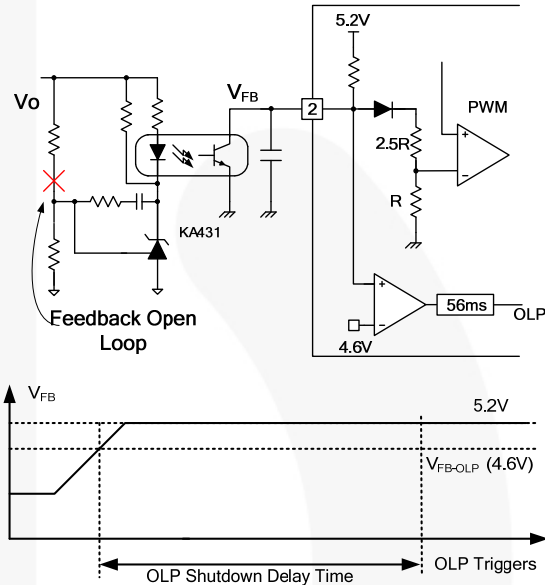 5.2V
Vo
VFB
2
PWM
2.5R
R
KA431
+
−
Feedback Open
Loop
+
−
56ms
OLP
4.6V
VFB
5.2V
VFB-OLP (4.6V)
OLP Shutdown Delay Time
OLP Triggers